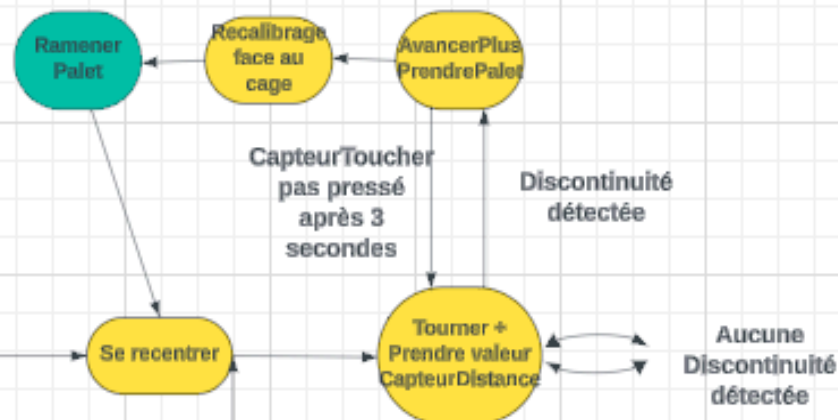 Ramener
Palet
Recalibrage
face au
cage
AvancerPlus
PrendrePalet
CapteurToucher
pas pressé
après 3
secondes
Discontinuité
détectée
Se recentrer
Tourner +
Prendre valeur
CapteurDistance
Aucune
Discontinuité
détectée